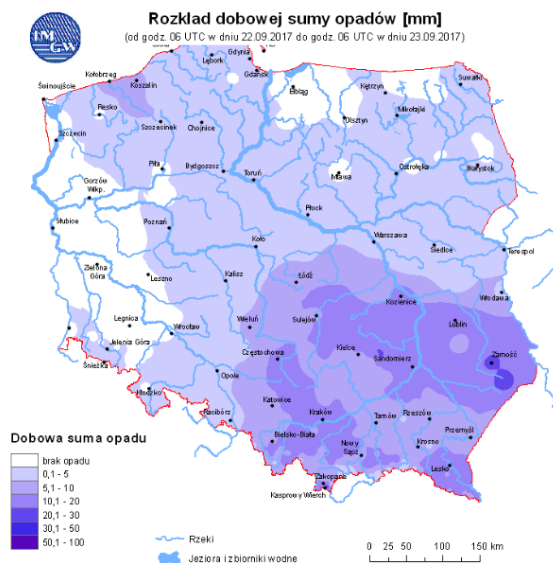 IM
GW
Rozkład dobowej sumy opadów [mm]
(od godz. 06 UTC w dniu 22.09.2017 do godz. 06 UTC w dniu 23.09.2017)
Lębork
Gdynia
Gdańsk
Kołobrzeg
Koszalin
Świnoujście
Resko
Szczecin
Szczecinek
Chojnice
Elbląg
Olsztyn
Kętrzyn
Mikołajki
Suwałki
Białystok
Ostrołęka
Mława
Piła
Bydgoszcz
Toruń
Gorzów
Wlkp.
Słubice
Poznań
Koło
Płock
Warszawa
Siedlce
Terespol
Zielona
Góra
Leszno
Kalisz
Łódź
Kozienice
Włodawa
Legnica
Wrocław
Wieluń
Sulejów
Lublin
Jelenia Góra
Śnieżka
Częstochowa
Kielce
Sandomierz
Zamość
Kłodzko
Opole
Racibórz
Katowice
Kraków
Tarnów
Rzeszów
Przemyśl
Bielsko-Biała
Nowy
Sącz
Krosno
Lesko
Zakopane
Kasprowy Wierch
Dobowa suma opadu
brak opadu
0,1 - 5
5,1 - 10
10,1 - 20
20,1 - 30
30,1 - 50
50,1 - 100
Rzeki
Jeziora i zbiorniki wodne
0 25 50 100 150 km